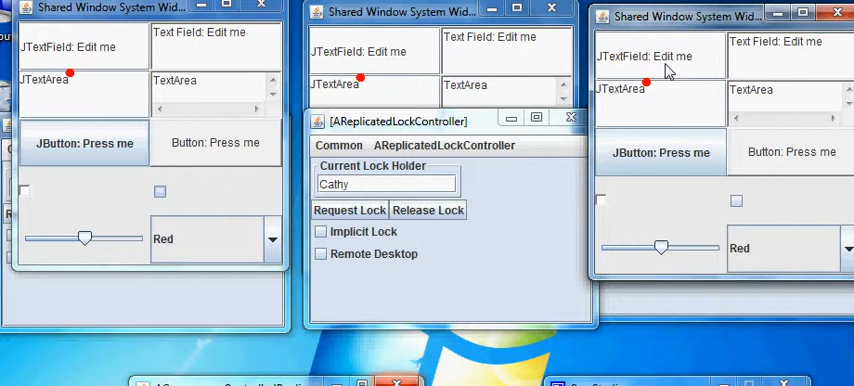 Shared Window System Wid...
JTextField: Edit me
Text Field: Edit me
JTextArea
TextArea
JButton: Press me
Button: Press me
Red
Shared Window System Wid...
JTextField: Edit me
Text Field: Edit me
JTextArea
TextArea
[AReplicatedLockController]
Common AReplicatedLockController
Current Lock Holder
Cathy
Request Lock Release Lock
Implicit Lock
Remote Desktop
Shared Window System Wid...
JTextField: Edit me
Text Field: Edit me
JTextArea
TextArea
JButton: Press me
Button: Press me
Red